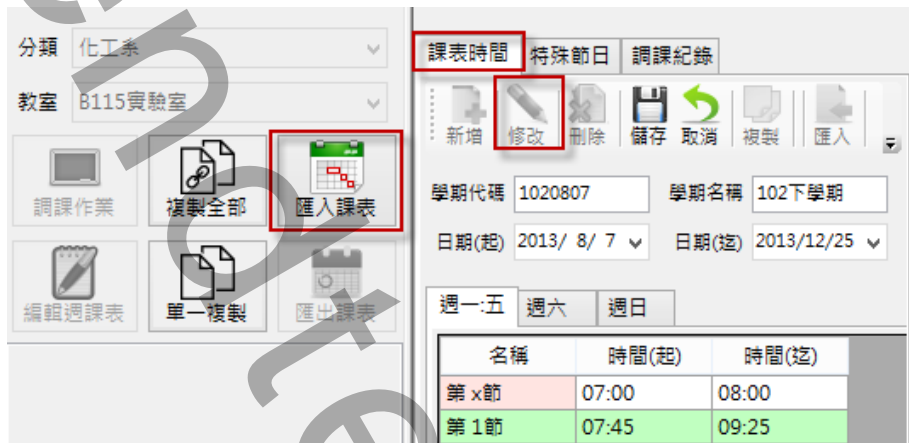 分類 化工系
教室 B115實驗室
調課作業 複製全部 匯入課表
編輯週課表 單一複製 匯出課表
課表時間 特殊節日 調課紀錄
新增 修改 刪除 儲存 取消 複製 匯入
學期代碼 1020807 學期名稱 102下學期
日期(起) 2013/ 8/ 7 日期(迄) 2013/12/25
週一:五 週六 週日
名稱 時間(起) 時間(迄)
第 x節 07:00 08:00
第 1節 07:45 09:25